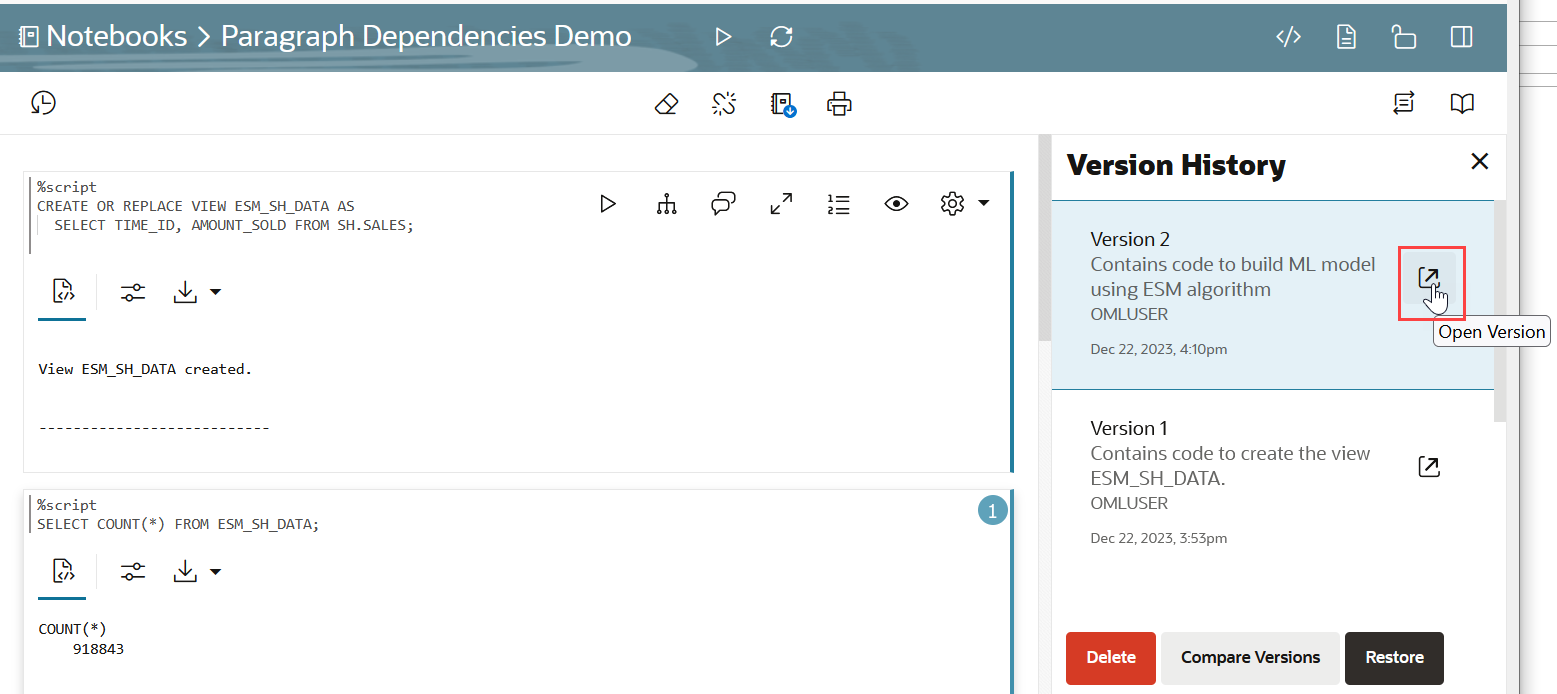 Notebooks > Paragraph Dependencies Demo
%script
CREATE OR REPLACE VIEW ESM_SH_DATA AS
SELECT TIME_ID, AMOUNT_SOLD FROM SH.SALES;
View ESM_SH_DATA created.
---------------------------
%script
SELECT COUNT(*) FROM ESM_SH_DATA;
1
COUNT(*)
918843
Version History
Version 2
Contains code to build ML model
using ESM algorithm
OMLUSER
Dec 22, 2023, 4:10pm
Open Version
Version 1
Contains code to create the view
ESM_SH_DATA.
OMLUSER
Dec 22, 2023, 3:53pm
Delete
Compare Versions
Restore